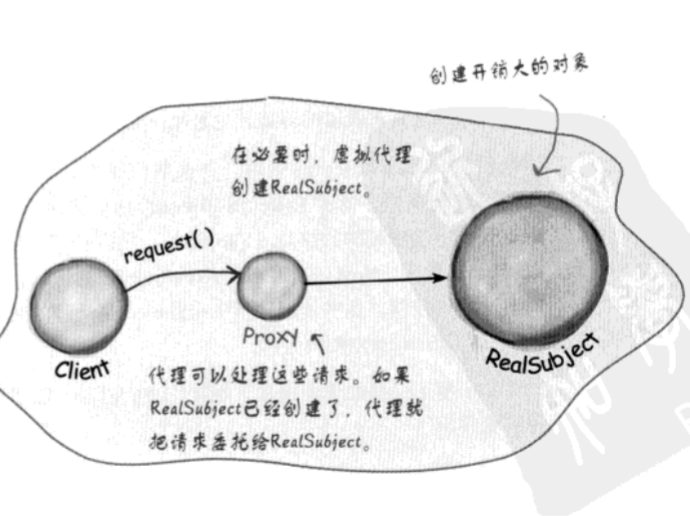 创建开销大的对象
在必要时，虚拟代理
创建RealSubject。
request()
Client
Proxy
RealSubject
代理可以处理这些请求。如果
RealSubject已经创建了，代理就
把请求委托给RealSubject。